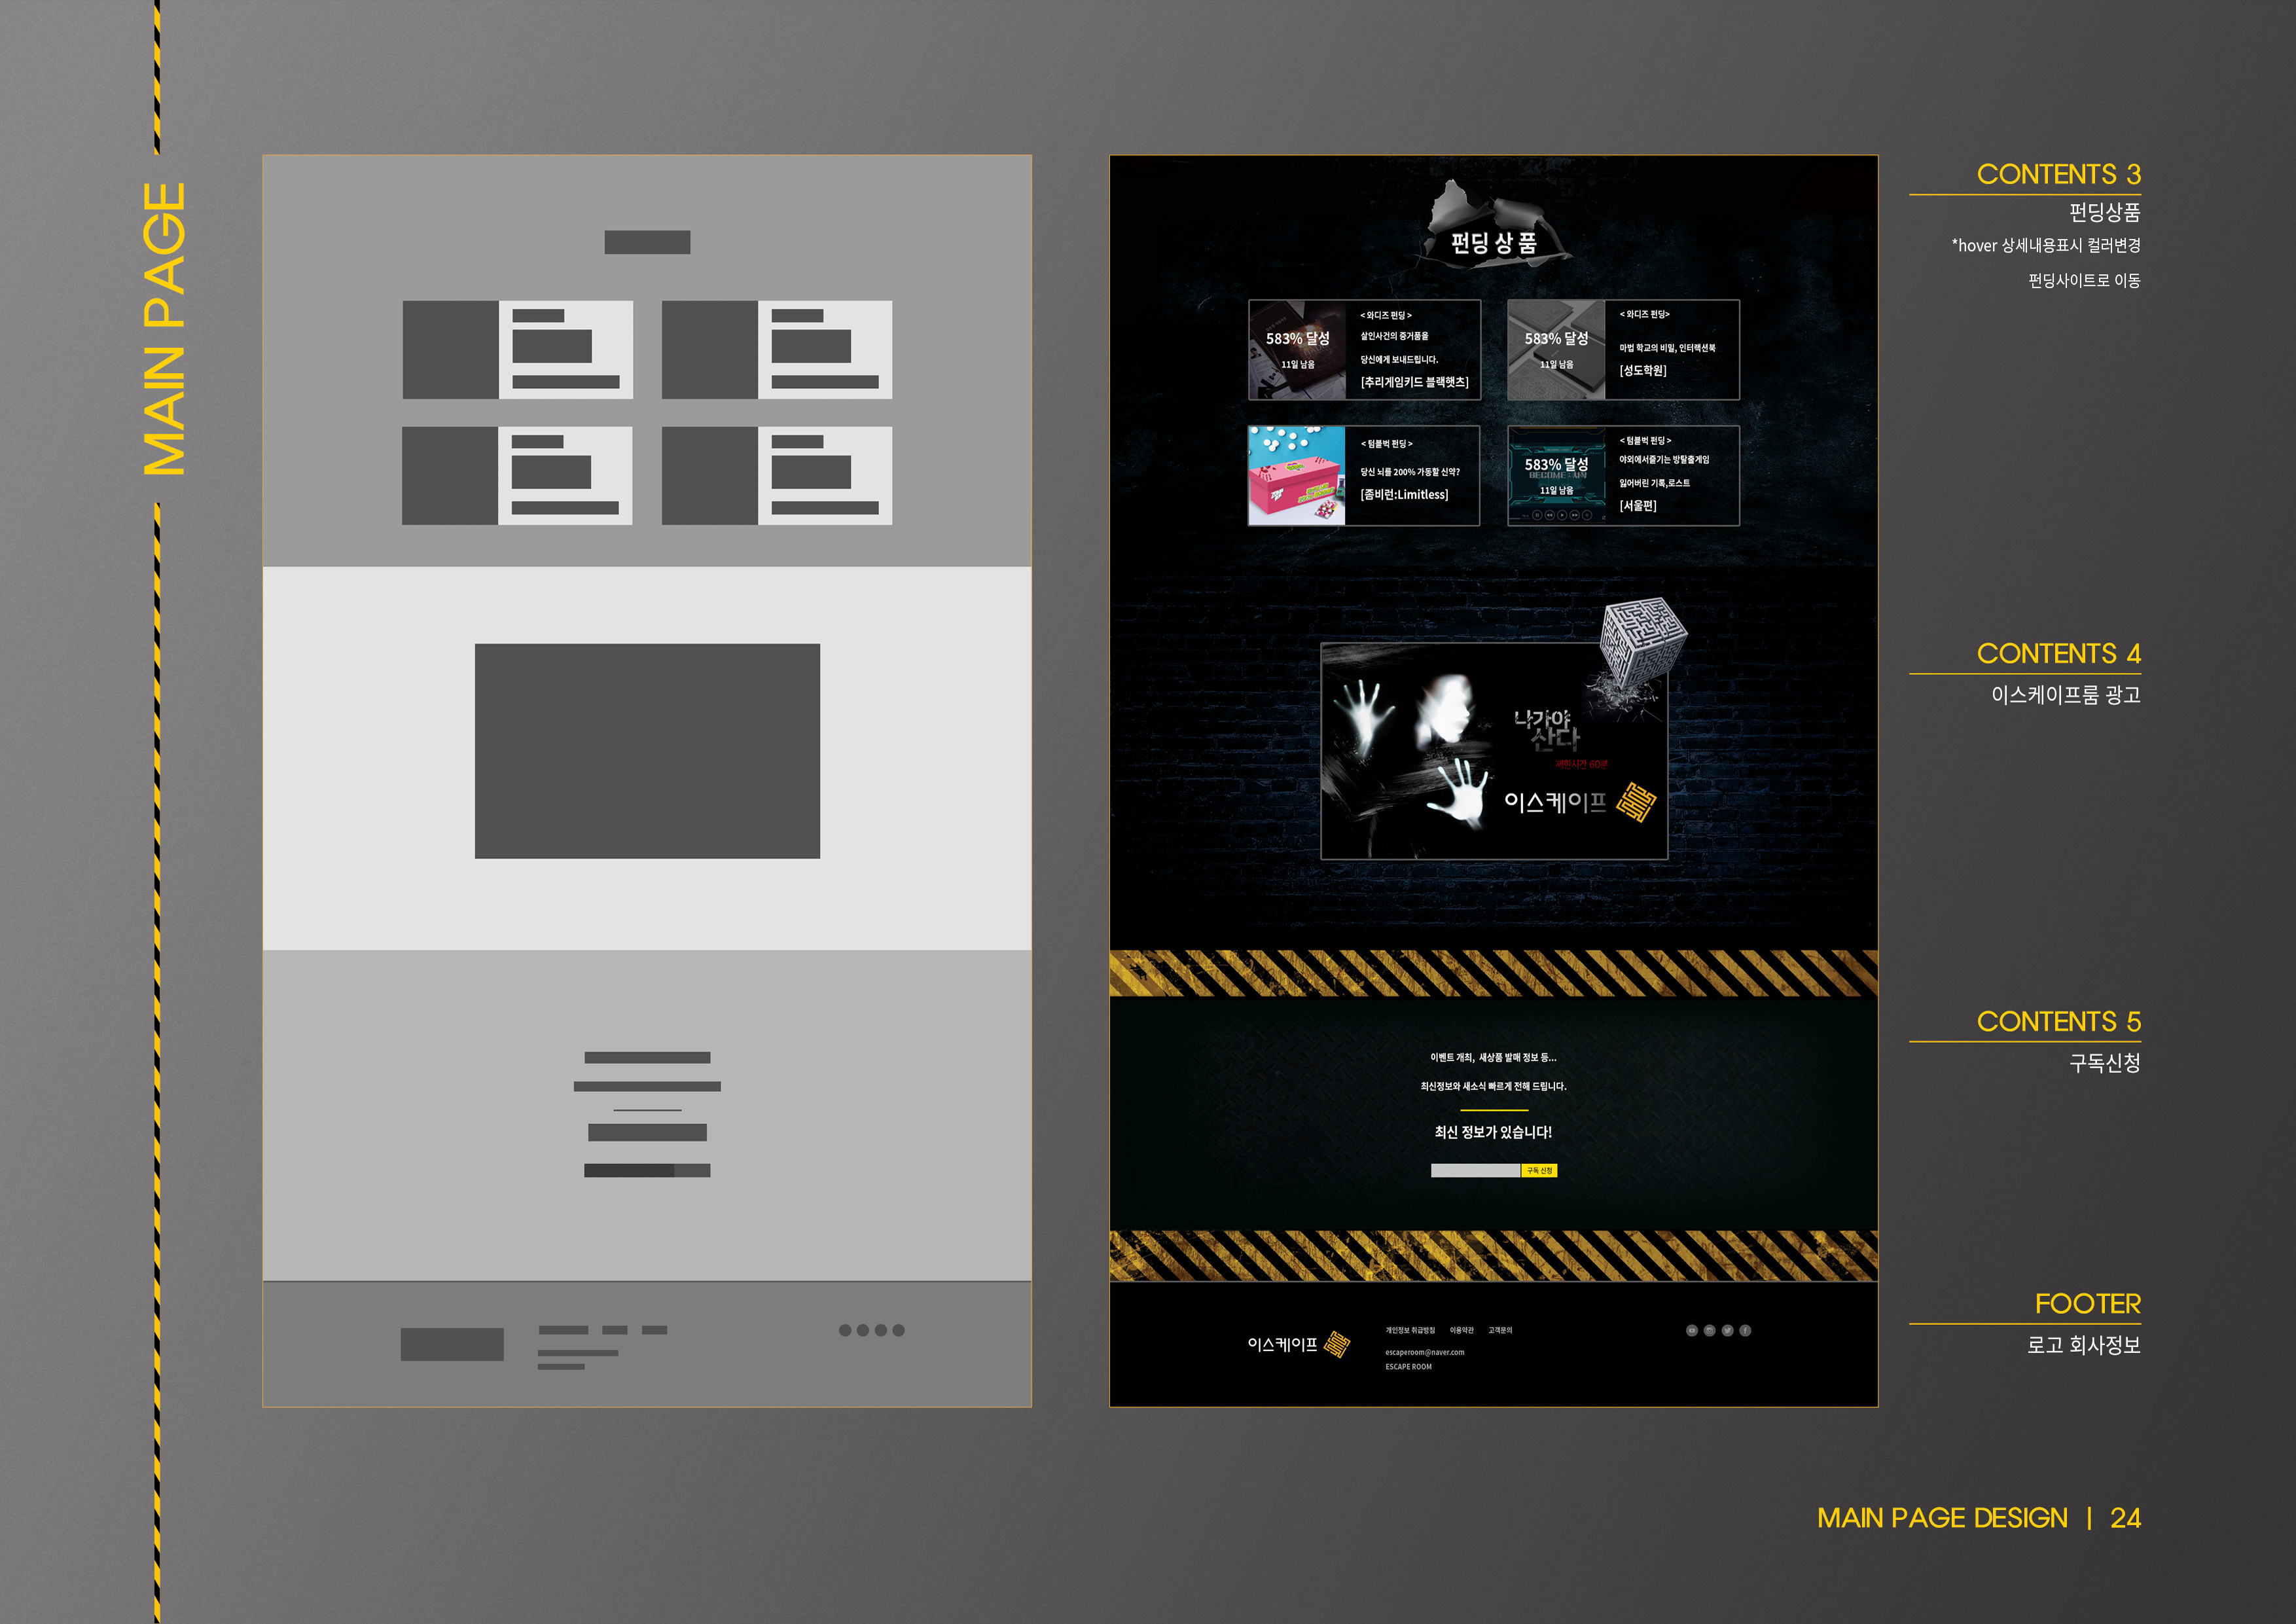 MAIN PAGE
펀딩 상 품
583% 달성
11일 남음
< 와디즈 펀딩 >
살인사건의 증거품을
당신에게 보내드립니다.
[추리게임키드 블랙햇츠]
583% 달성
11일 남음
< 와디즈 펀딩>
마법 학교의 비밀, 인터랙션북
[성도학원]
< 텀블벅 펀딩 >
당신 뇌를 200% 가동할 신약?
[좀비런:Limitless]
583% 달성
11일 남음
< 텀블벅 펀딩 >
야외에서즐기는 방탈출게임
잃어버린 기록,로스트
[서울편]
나가야
산다
제한시간 60분
이스케이프
이벤트 개최, 새상품 발매 정보 등...
최신정보와 새소식 빠르게 전해 드립니다.
최신 정보가 있습니다!
구독 신청
이스케이프
개인정보 취급방침 이용약관 고객문의
escaperoom@naver.com
ESCAPE ROOM
CONTENTS 3
펀딩상품
*hover 상세내용표시 컬러변경
펀딩사이트로 이동
CONTENTS 4
이스케이프룸 광고
CONTENTS 5
구독신청
FOOTER
로고 회사정보
MAIN PAGE DESIGN | 24